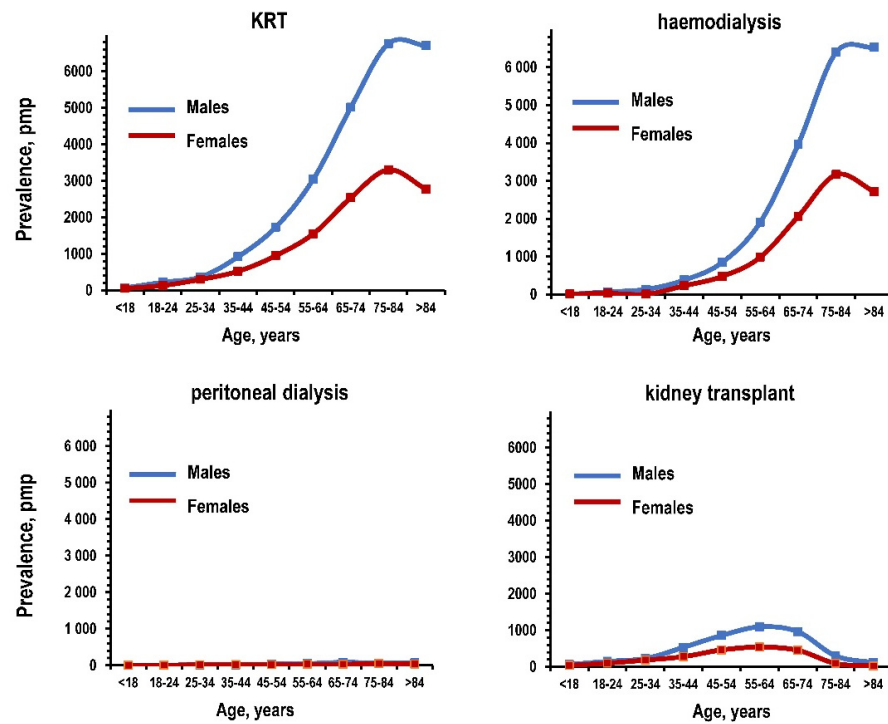 KRT
6000
5000
4000
3000
2000
1000
0
Males
Females
Prevalence, pmp
<18 18-24 25-34 35-44 45-54 55-64 65-74 75-84 >84
Age, years
haemodialysis
6 000
5 000
4 000
3 000
2 000
1 000
0
Males
Females
<18 18-24 25-34 35-44 45-54 55-64 65-74 75-84 >84
Age, years
peritoneal dialysis
6 000
5 000
4 000
3 000
2 000
1 000
0
Males
Females
Prevalence, pmp
<18 18-24 25-34 35-44 45-54 55-64 65-74 75-84 >84
Age, years
kidney transplant
6000
5000
4000
3000
2000
1000
0
Males
Females
<18 18-24 25-34 35-44 45-54 55-64 65-74 75-84 >84
Age, years